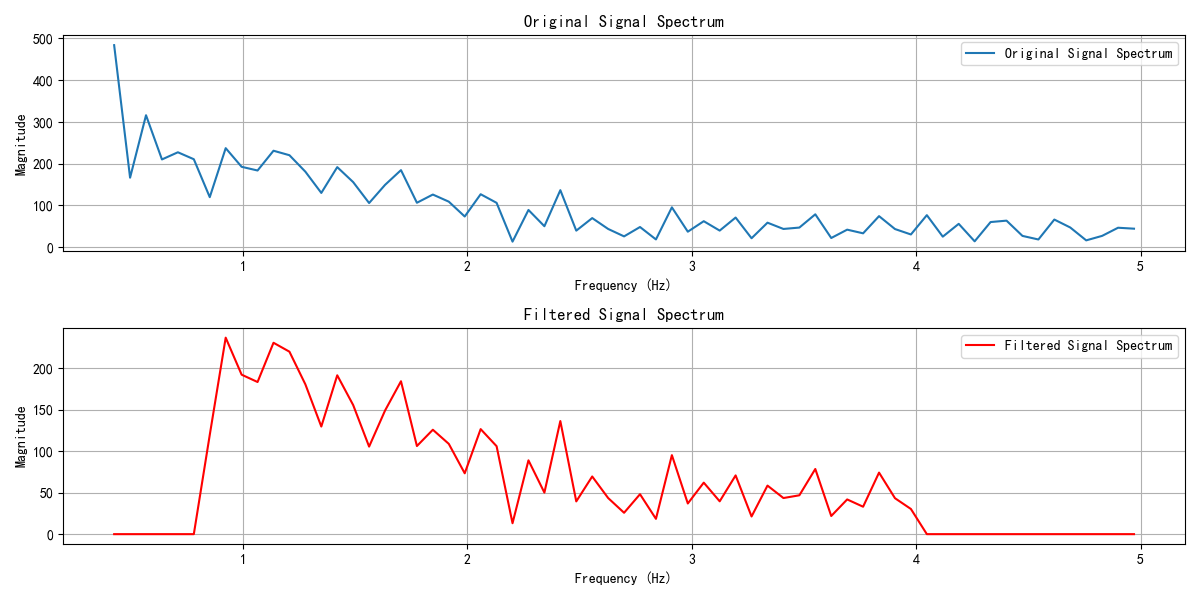 Original Signal Spectrum
500
400
300
200
100
0
Magnitude
Original Signal Spectrum
1 2 3 4 5
Frequency (Hz)
Filtered Signal Spectrum
200
150
100
50
0
Magnitude
Filtered Signal Spectrum
1 2 3 4 5
Frequency (Hz)